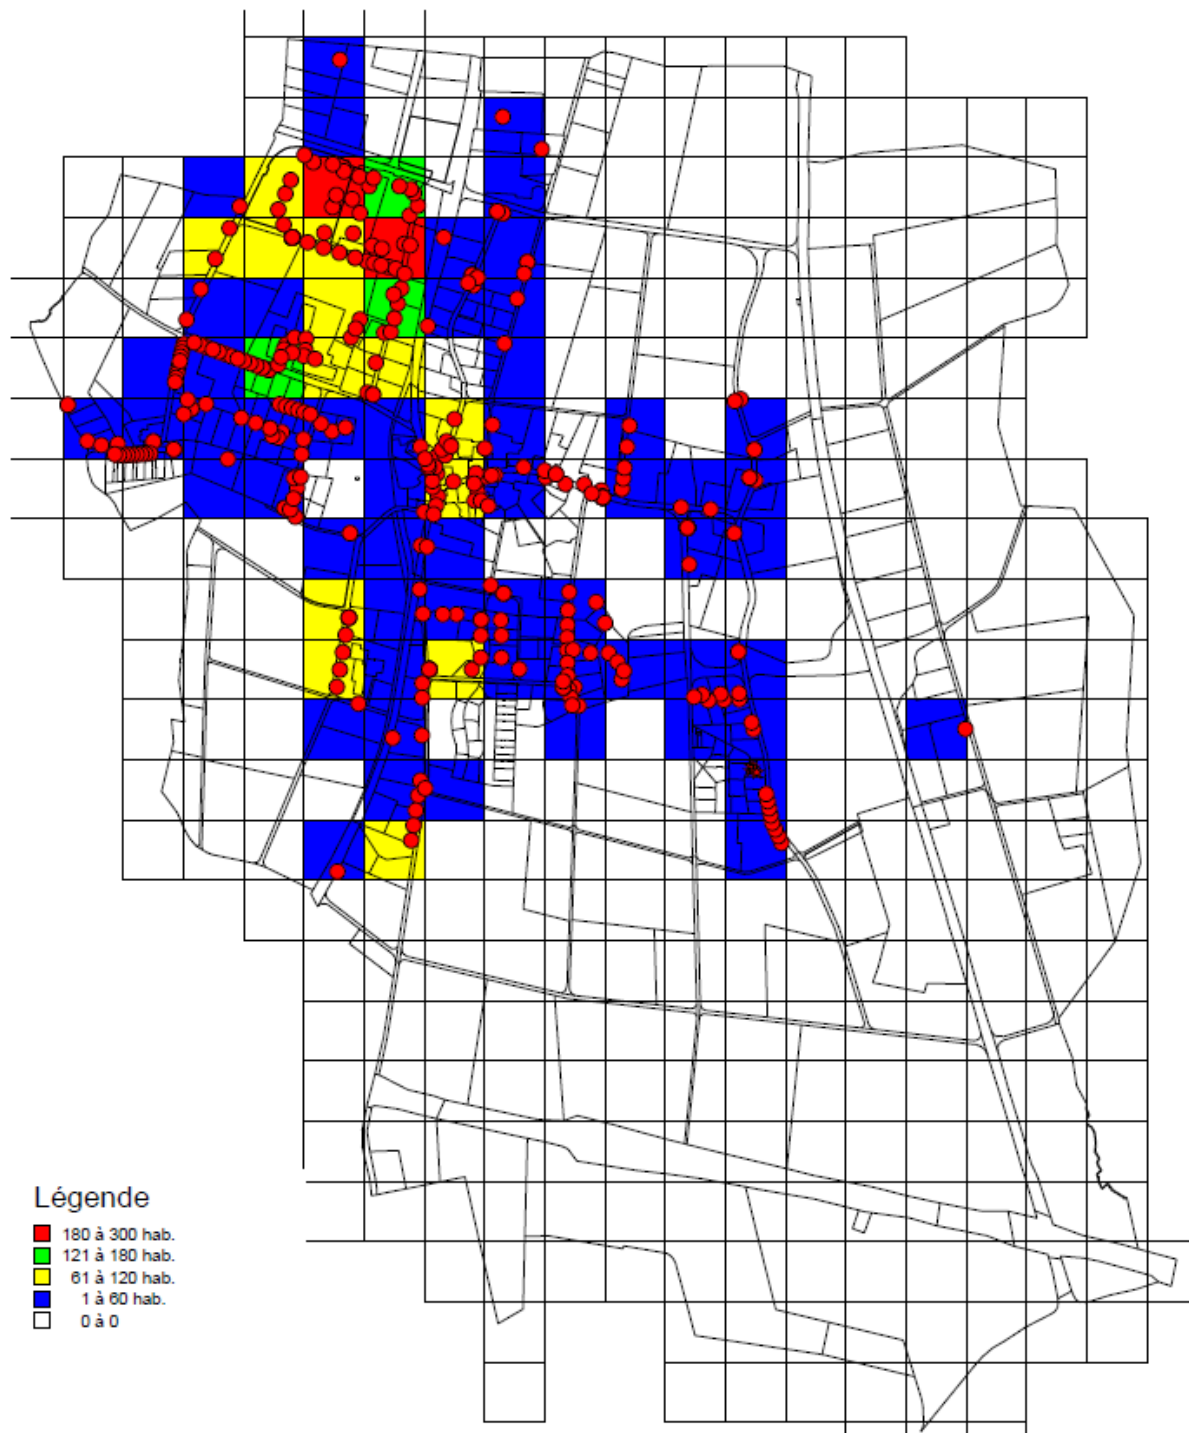 Légende
180 à 300 hab.
121 à 180 hab.
61 à 120 hab.
1 à 60 hab.
0 à 0